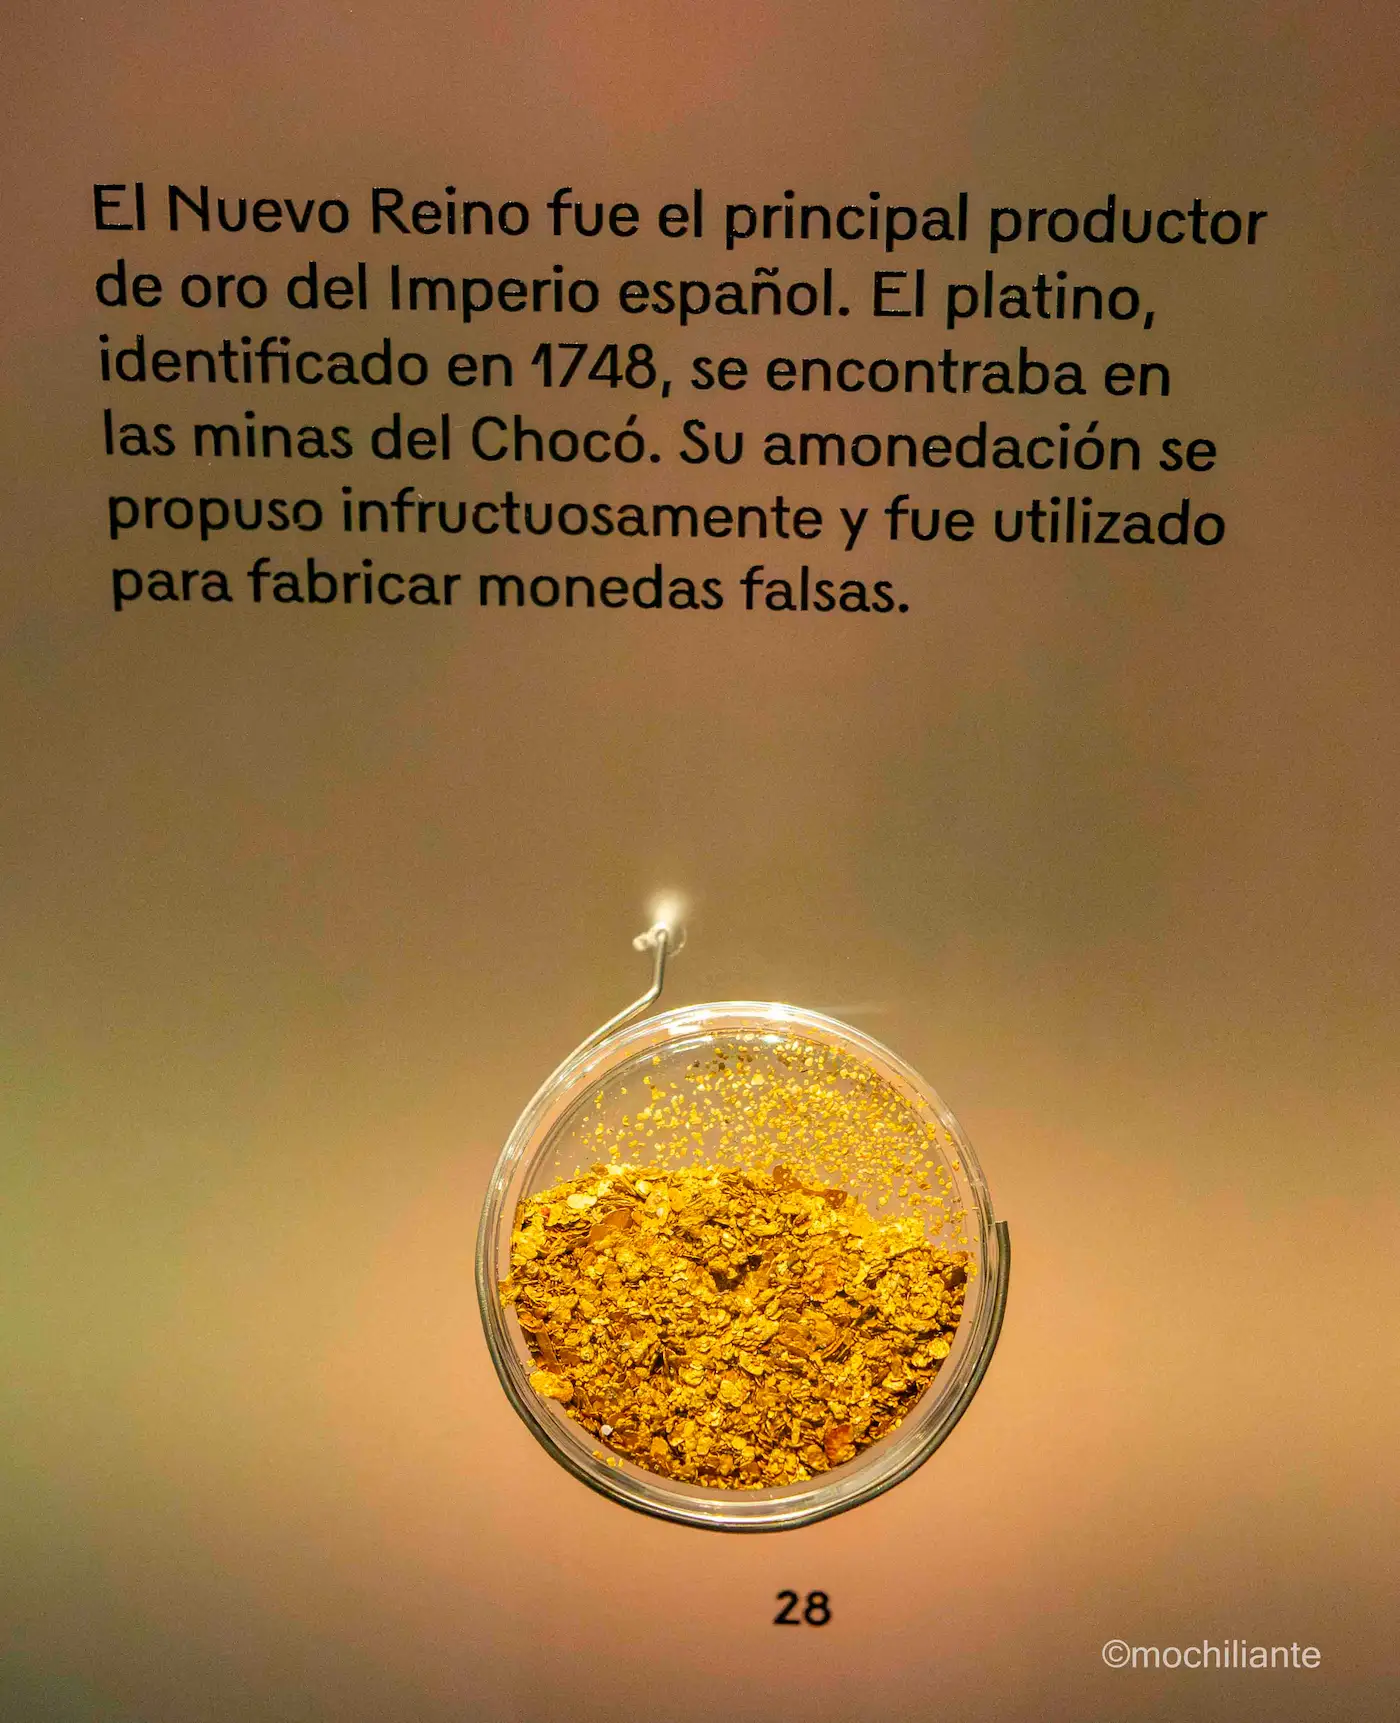 El Nuevo Reino fue el principal productor
de oro del Imperio español. El platino,
identificado en 1748, se encontraba en
las minas del Chocó. Su amonedación se
propuso infructuosamente y fue utilizado
para fabricar monedas falsas.
28
©mochiliante